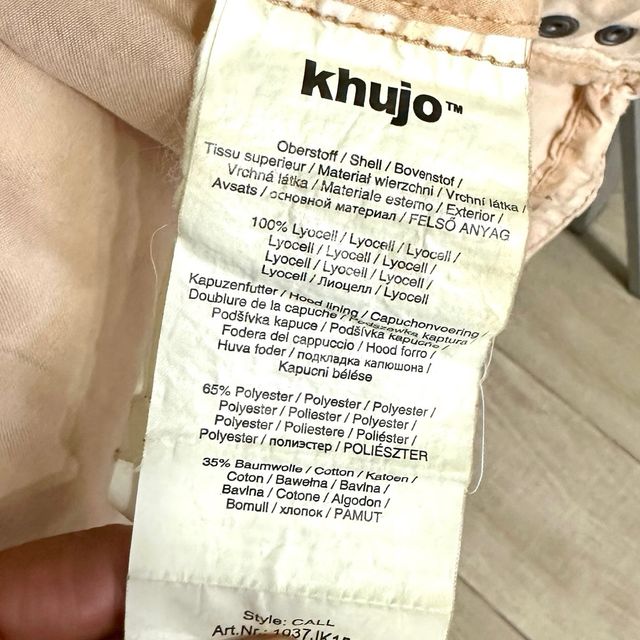 khujo™
Oberstoff / Shell / Bovenstof /
Tissu superieur / Materiał wierzchni / Vrchní látka /
Vrchná látka / Materiale esterno / Exterior /
Avsats / основной материал / FELSŐ ANYAG
100% Lyocell / Lyocell / Lyocell /
Lyocell / Lyocell / Lyocell /
Lyocell / Lyocell / Lyocell /
Lyocell / Лиоцелл / Lyocell
Kapuzenfutter / Hood lining / Capuchonvoering /
Doublure de la capuche / Podszewka kaptura /
Podšívka kapuce / Podšívka kapucne /
Fodera del cappuccio / Hood forro /
Huva foder / подкладка капюшона /
Kapucni bélése
65% Polyester / Polyester / Polyester /
Polyester / Poliester / Polyester /
Polyester / Poliestere / Poliéster /
Polyester / полиэстер / POLIÉSZTER
35% Baumwolle / Cotton / Katoen /
Coton / Bawełna / Bavlna /
Bavlna / Cotone / Algodon /
Bomull / хлопок / PAMUT
Style: CALL
Art.Nr.: